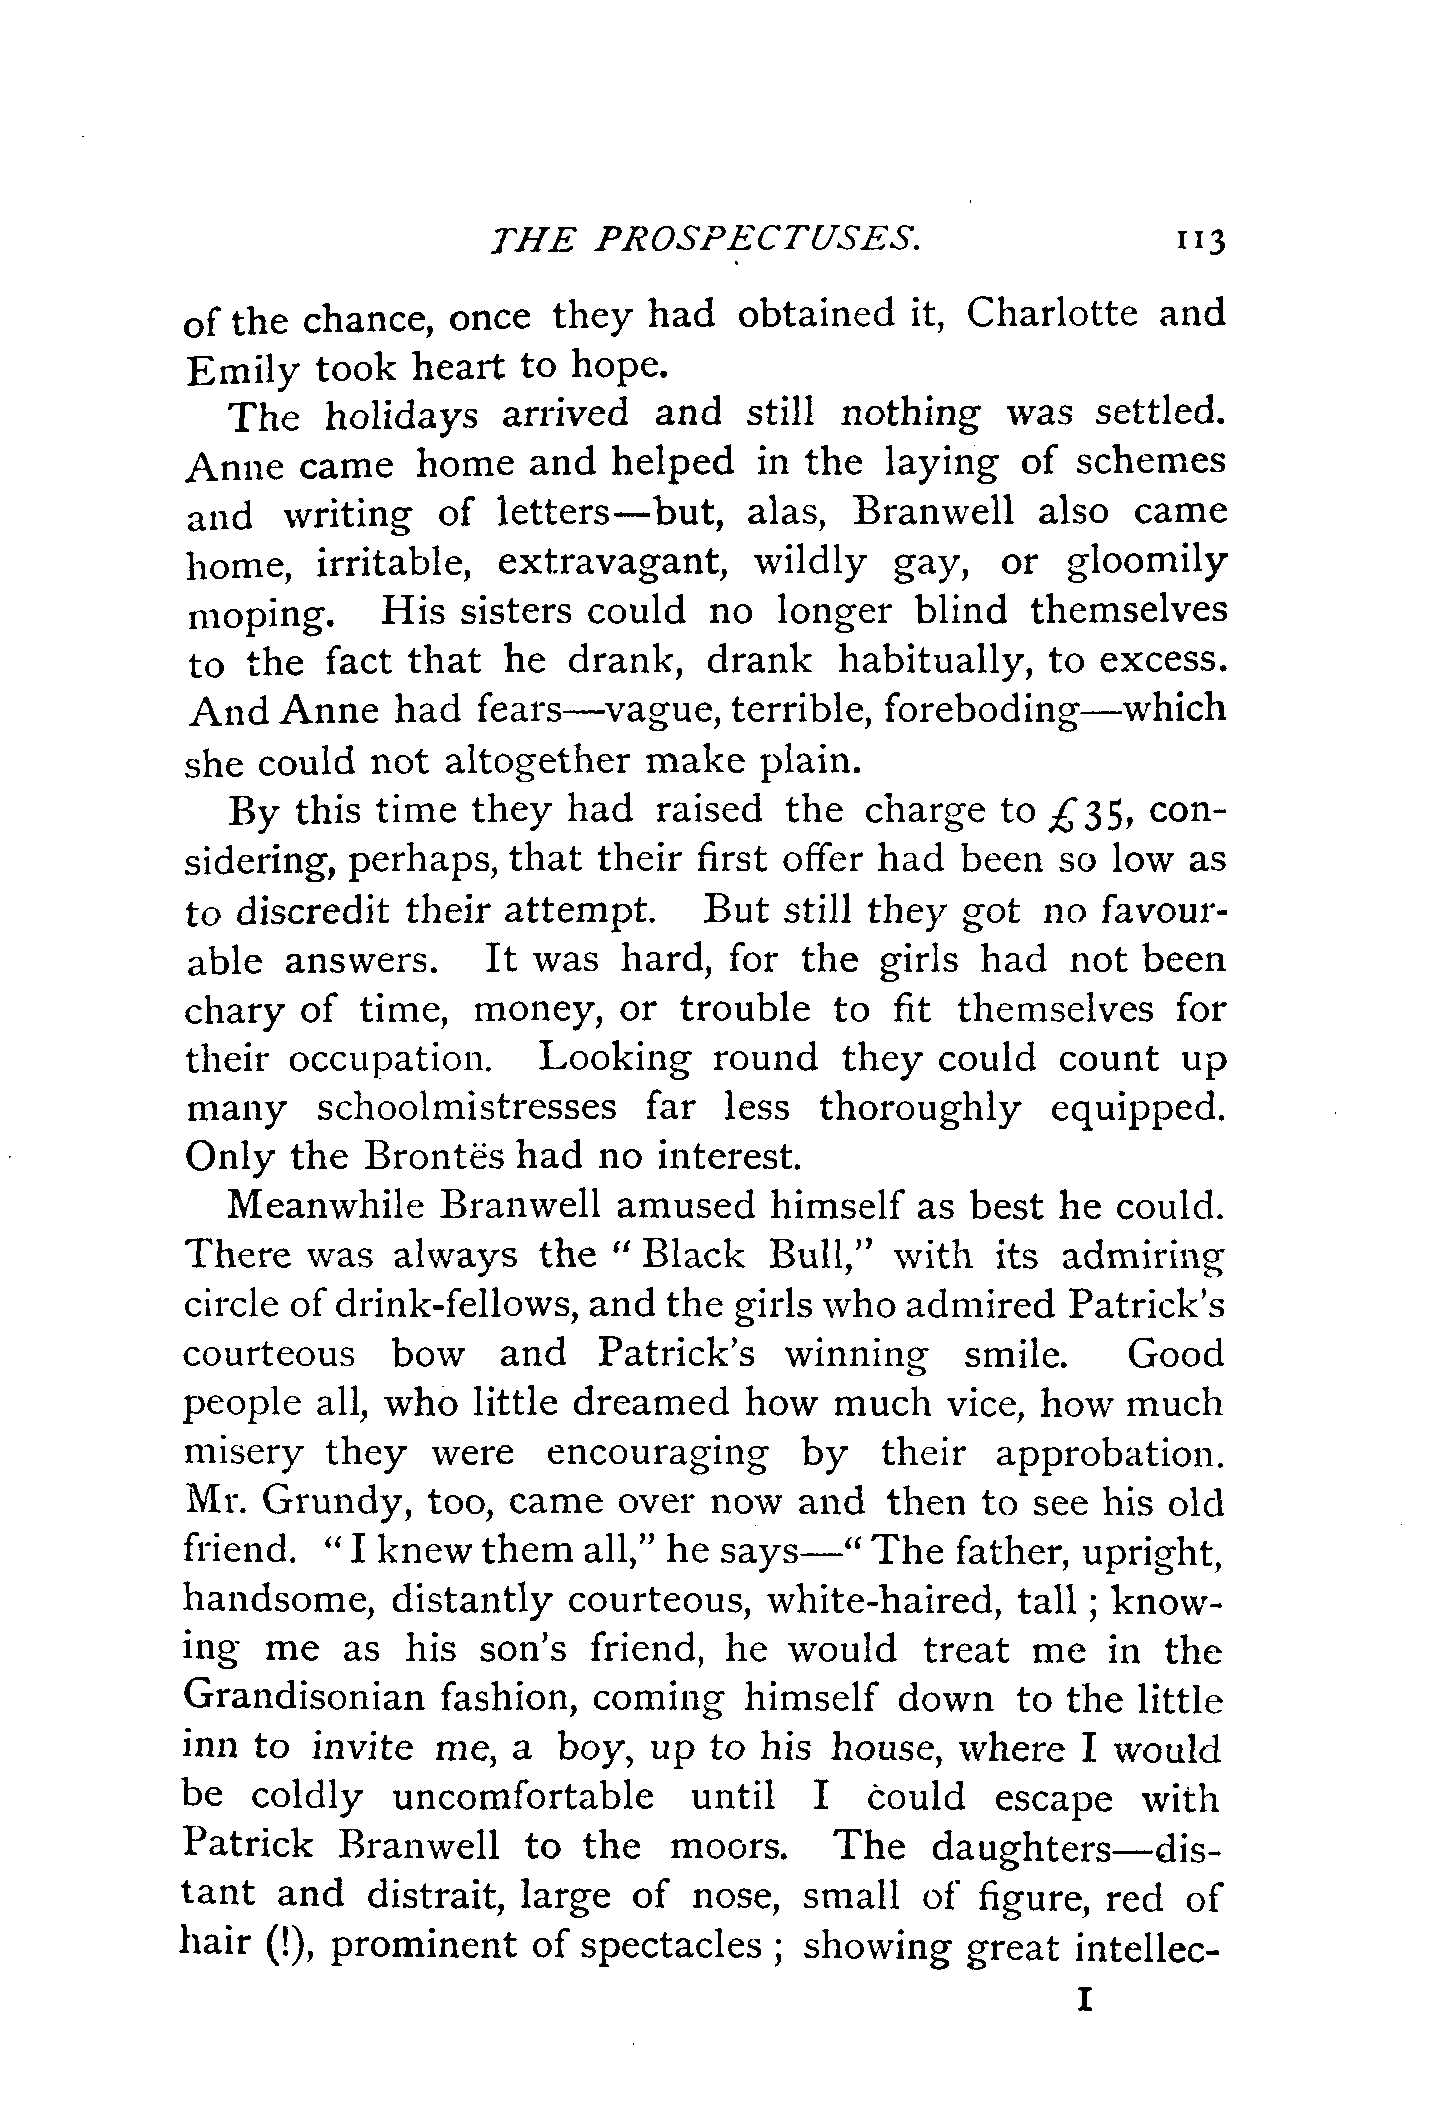 THE PROSPECTUSES. 113
of the chance, once they had obtained it, Charlotte and
Emily took heart to hope.
The holidays arrived and still nothing was settled.
Anne came home and helped in the laying of schemes
and writing of letters—but, alas, Branwell also came
home, irritable, extravagant, wildly gay, or gloomily
moping. His sisters could no longer blind themselves
to the fact that he drank, drank habitually, to excess.
And Anne had fears—vague, terrible, foreboding—which
she could not altogether make plain.
By this time they had raised the charge to £35, con-
sidering, perhaps, that their first offer had been so low as
to discredit their attempt. But still they got no favour-
able answers. It was hard, for the girls had not been
chary of time, money, or trouble to fit themselves for
their occupation. Looking round they could count up
many schoolmistresses far less thoroughly equipped.
Only the Brontës had no interest.
Meanwhile Branwell amused himself as best he could.
There was always the “Black Bull,” with its admiring
circle of drink-fellows, and the girls who admired Patrick’s
courteous bow and Patrick’s winning smile. Good
people all, who little dreamed how much vice, how much
misery they were encouraging by their approbation.
Mr. Grundy, too, came over now and then to see his old
friend. “I knew them all,” he says—“The father, upright,
handsome, distantly courteous, white-haired, tall; know-
ing me as his son’s friend, he would treat me in the
Grandisonian fashion, coming himself down to the little
inn to invite me, a boy, up to his house, where I would
be coldly uncomfortable until I could escape with
Patrick Branwell to the moors. The daughters—dis-
tant and distrait, large of nose, small of figure, red of
hair (!), prominent of spectacles; showing great intellec-
I